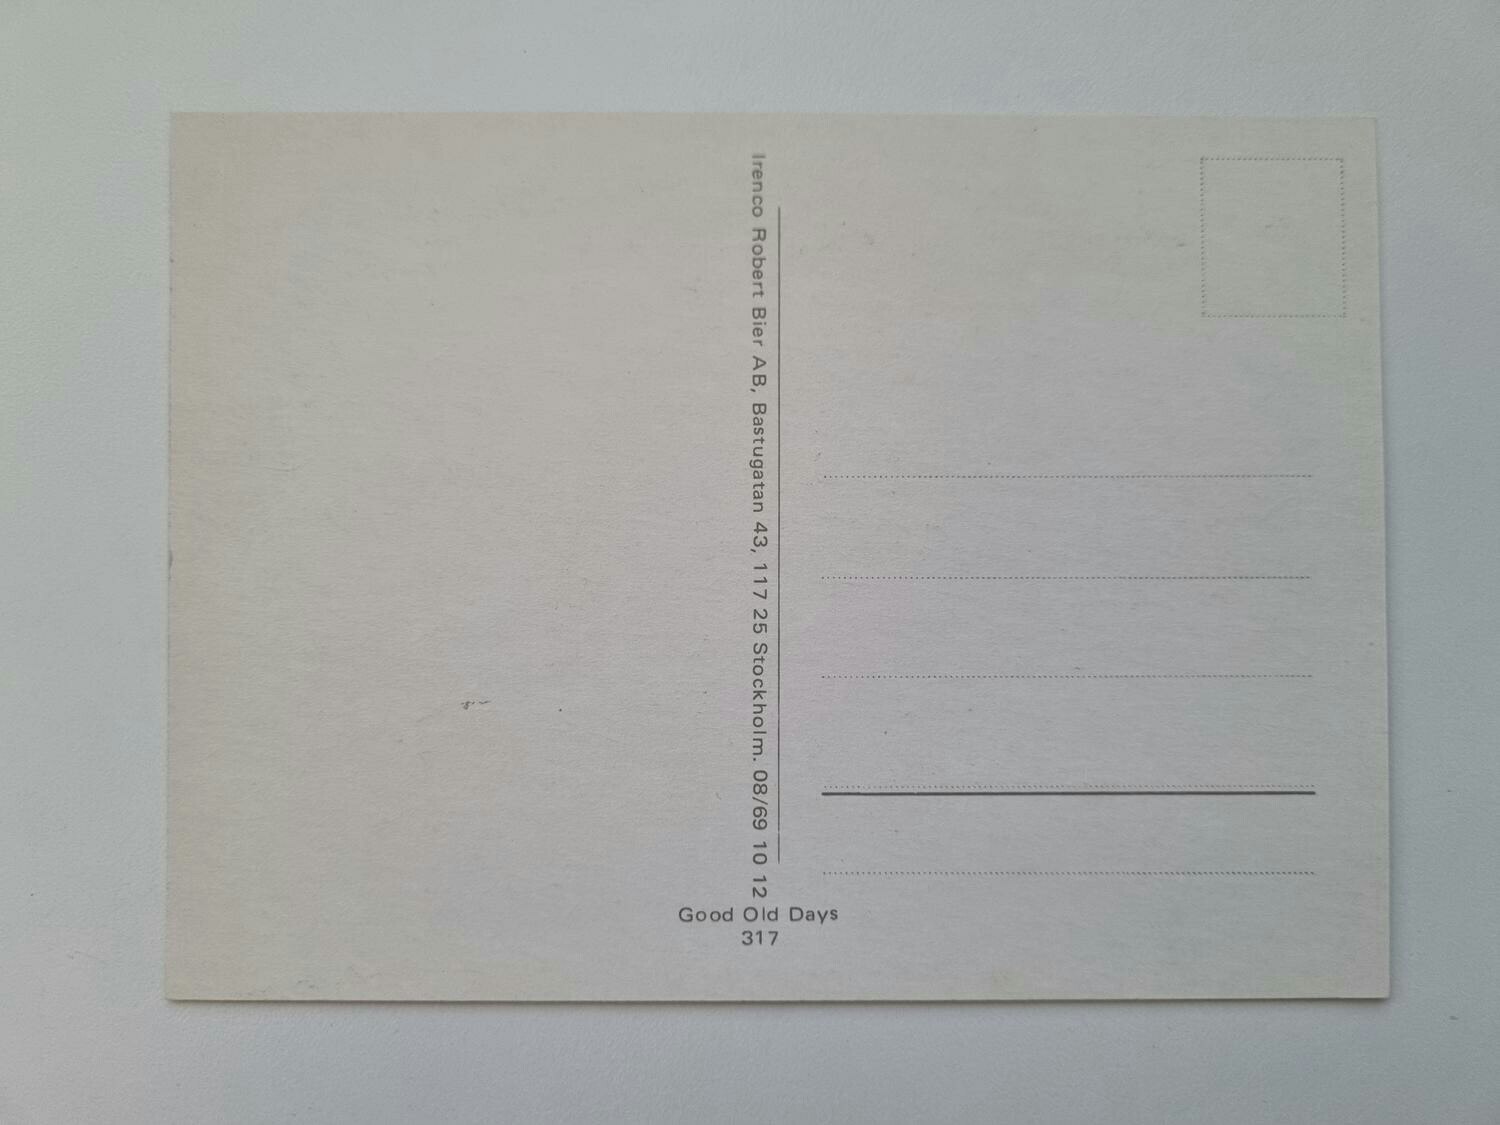 Irenco Robert Bier AB, Bastugatan 43, 117 25 Stockholm. 08/69 10 12
Good Old Days
317